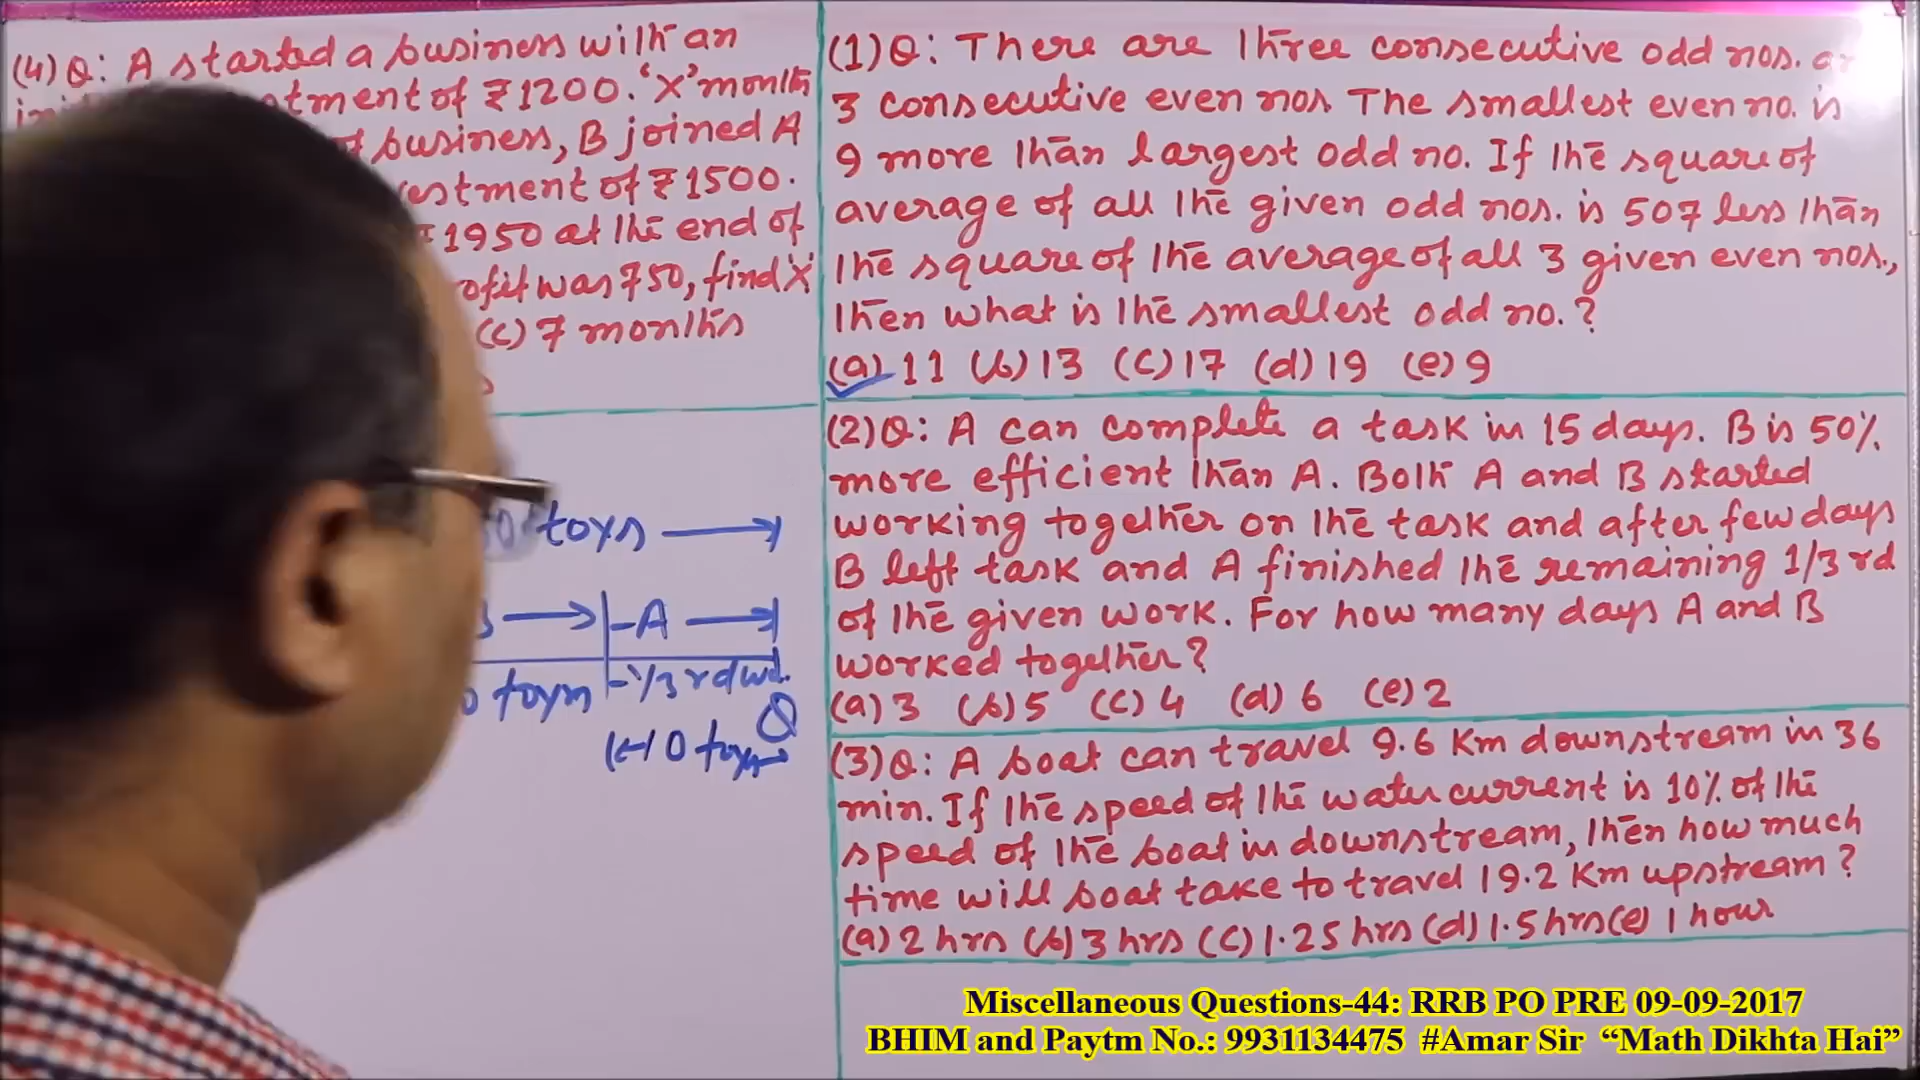 (4)Q: A started a business with an
tment of ₹1200. 'X' month
business, B joined A
estment of ₹1500.
1950 at the end of
ofit was ₹50, find 'X'
(c) 7 months
s
toys
A
0 toys 1/3rd wd.
10 toys
(1)Q: There are three consecutive odd nos.
3 consecutive even nos. The smallest even no. is
9 more than largest odd no. If the square of
average of all the given odd nos. is 507 less than
the square of the average of all 3 given even nos.,
then what is the smallest odd no.?
(a) 11 (b) 13 (c) 17 (d) 19 (e) 9
(2)Q: A can complete a task in 15 days. B is 50%
more efficient than A. Both A and B started
working together on the task and after few days
B left task and A finished the remaining 1/3 rd
of the given work. For how many days A and B
worked together?
(a) 3 (b) 5 (c) 4 (d) 6 (e) 2
(3)Q: A boat can travel 9.6 Km downstream in 36
min. If the speed of the water current is 10% of the
speed of the boat in downstream, then how much
time will boat take to travel 19.2 Km upstream?
(a) 2 hrs (b) 3 hrs (c) 1.25 hrs (d) 1.5 hrs (e) 1 hour
Miscellaneous Questions-44: RRB PO PRE 09-09-2017
BHIM and Paytm No.: 9931134475 #Amar Sir “Math Dikhta Hai”